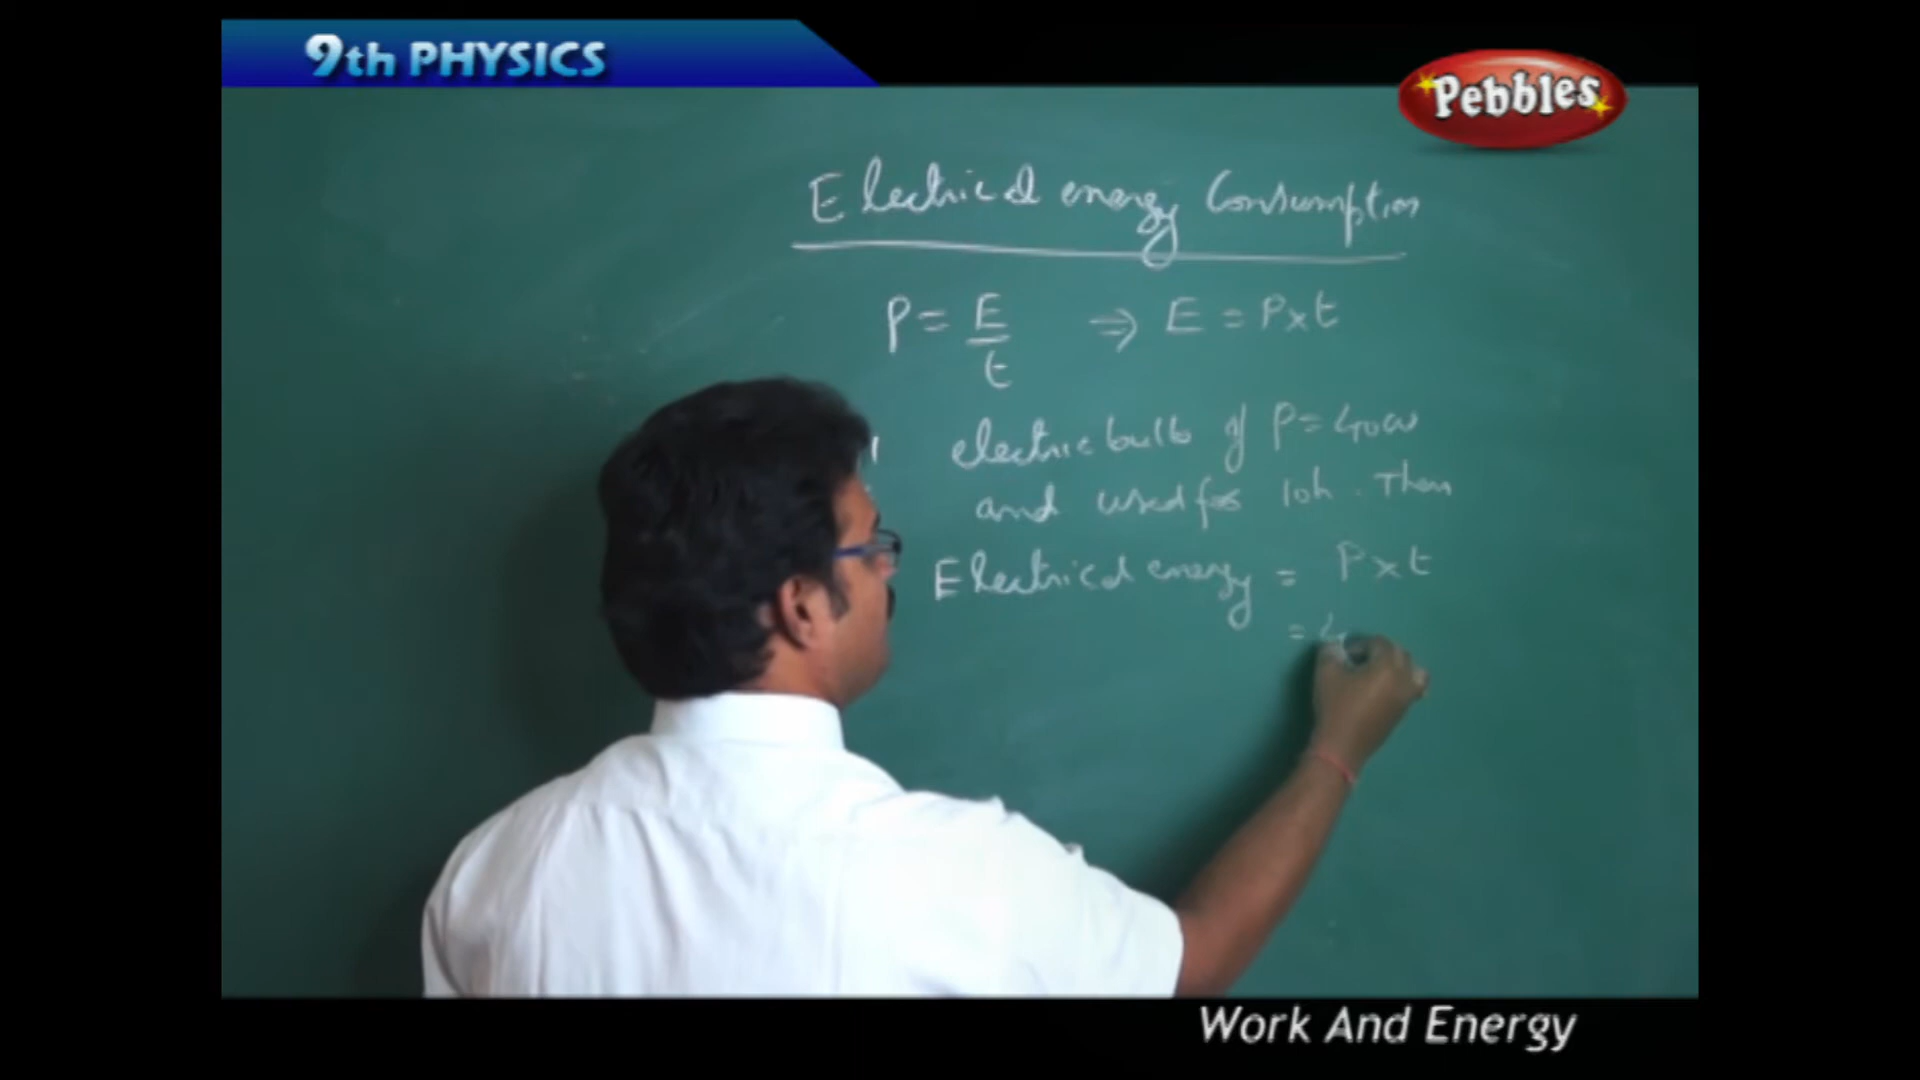 9th PHYSICS
Pebbles
Electrical energy Consumption
P = E/t ⇒ E = P×t
electric bulb of P=40w
and used for 10h. Then
Electrical energy = P×t
= 4
Work And Energy